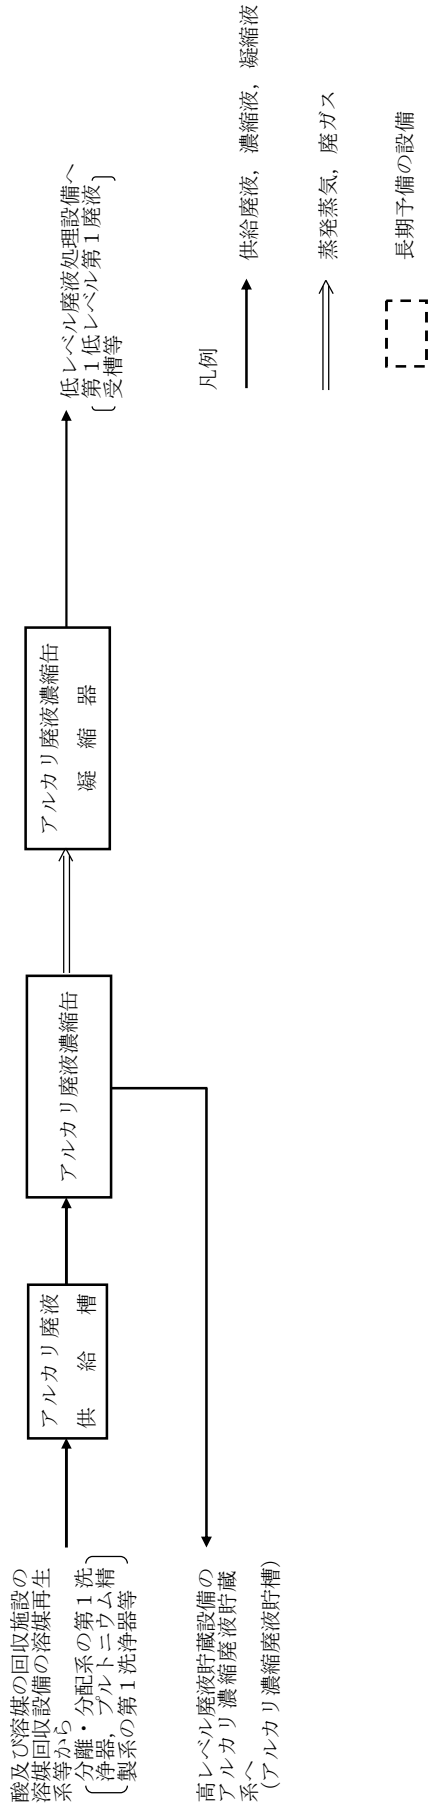 酸及び溶媒の回収施設の
溶媒回収設備の溶媒再生
系等から
分離・分配系の第1洗
浄器，プルトニウム精
製系の第1洗浄器等
アルカリ廃液
供給槽
アルカリ廃液濃縮缶
アルカリ廃液濃縮缶
凝縮器
低レベル廃液処理設備へ
第1低レベル第1廃液
受槽等
高レベル廃液貯蔵設備の
アルカリ濃縮廃液貯蔵
系へ
(アルカリ濃縮廃液貯槽)
凡例
供給廃液，濃縮液，凝縮液
蒸発蒸気，廃ガス
長期予備の設備